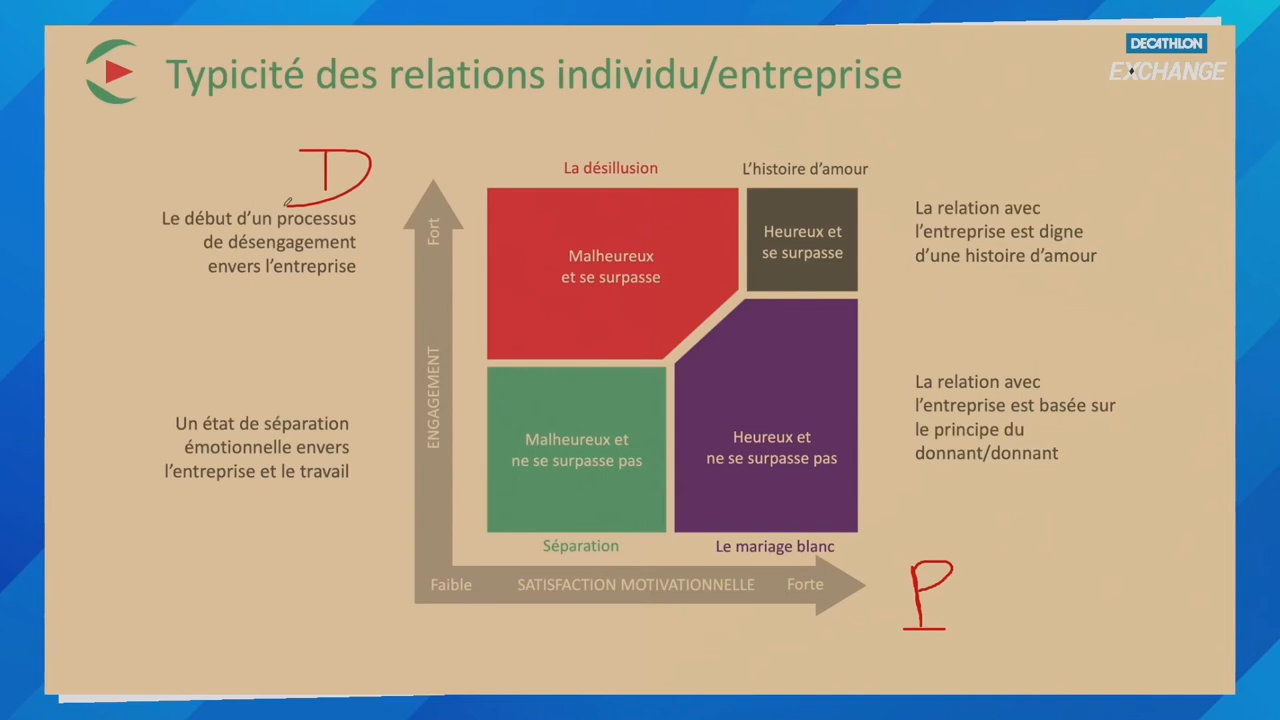 DECATHLON
EXCHANGE
Typicité des relations individu/entreprise
D
La désillusion
L'histoire d'amour
Le début d'un processus
de désengagement
envers l'entreprise
Fort
Malheureux
et se surpasse
Heureux et
se surpasse
La relation avec
l'entreprise est digne
d'une histoire d'amour
ENGAGEMENT
Un état de séparation
émotionnelle envers
l'entreprise et le travail
Malheureux et
ne se surpasse pas
Heureux et
ne se surpasse pas
La relation avec
l'entreprise est basée sur
le principe du
donnant/donnant
Séparation
Le mariage blanc
Faible
SATISFACTION MOTIVATIONNELLE
Forte
P